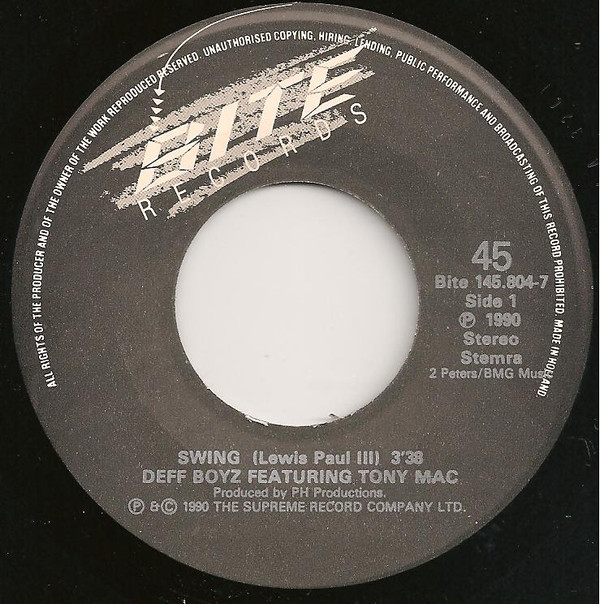 ALL RIGHTS OF THE PRODUCER AND OF THE OWNER OF THE WORK REPRODUCED RESERVED. UNAUTHORISED COPYING, HIRING, LENDING, PUBLIC PERFORMANCE AND BROADCASTING OF THIS RECORD PROHIBITED. MADE IN HOLLAND.
BITE
RECORDS
45
Bite 145.804-7
Side 1
℗ 1990
Stereo
Stemra
2 Peters/BMG Music
SWING (Lewis Paul III) 3'38
DEFF BOYZ FEATURING TONY MAC
Produced by PH Productions.
℗ &© 1990 THE SUPREME RECORD COMPANY LTD.